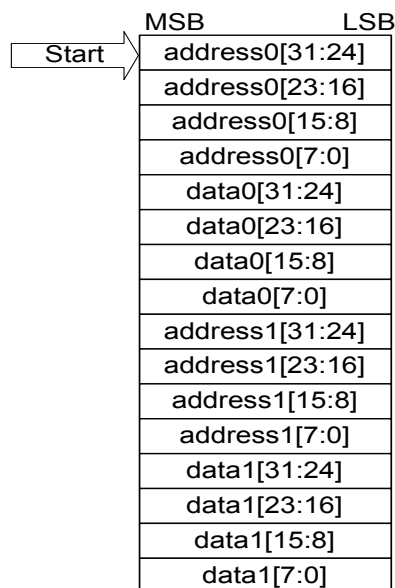 MSB LSB
Start address0[31:24]
address0[23:16]
address0[15:8]
address0[7:0]
data0[31:24]
data0[23:16]
data0[15:8]
data0[7:0]
address1[31:24]
address1[23:16]
address1[15:8]
address1[7:0]
data1[31:24]
data1[23:16]
data1[15:8]
data1[7:0]